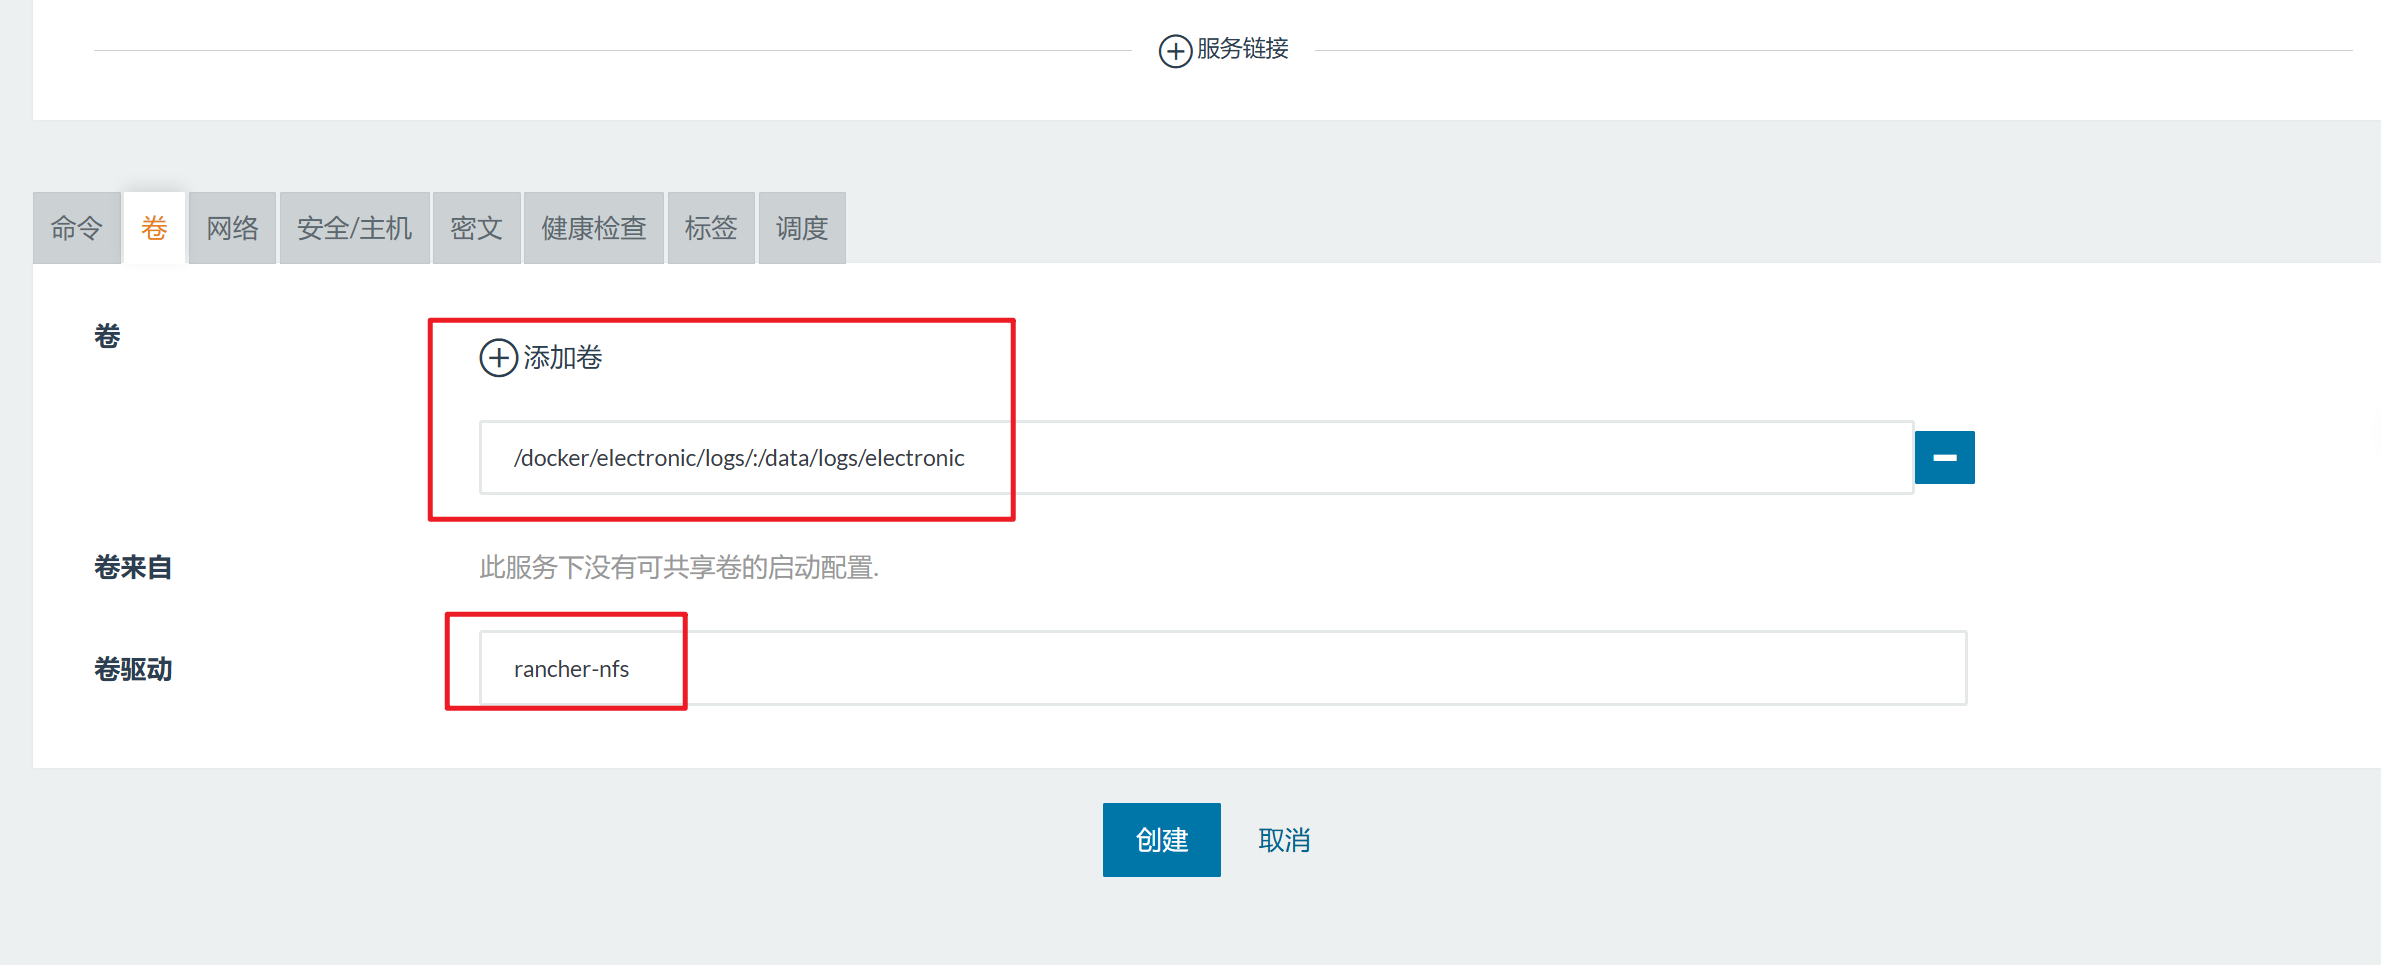 服务链接
命令 卷 网络 安全/主机 密文 健康检查 标签 调度
卷
添加卷
/docker/electronic/logs/:/data/logs/electronic
卷来自 此服务下没有可共享卷的启动配置.
卷驱动 rancher-nfs
创建 取消